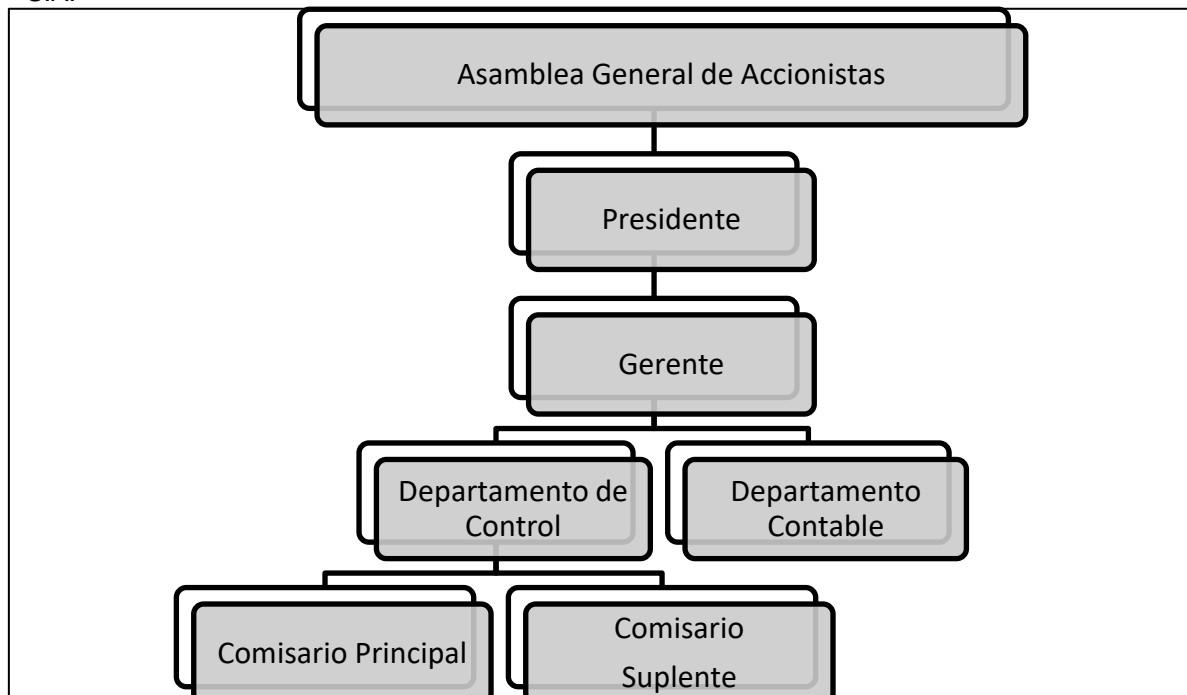 Asamblea General de Accionistas
Presidente
Gerente
Departamento de
Control
Departamento
Contable
Comisario Principal
Comisario
Suplente